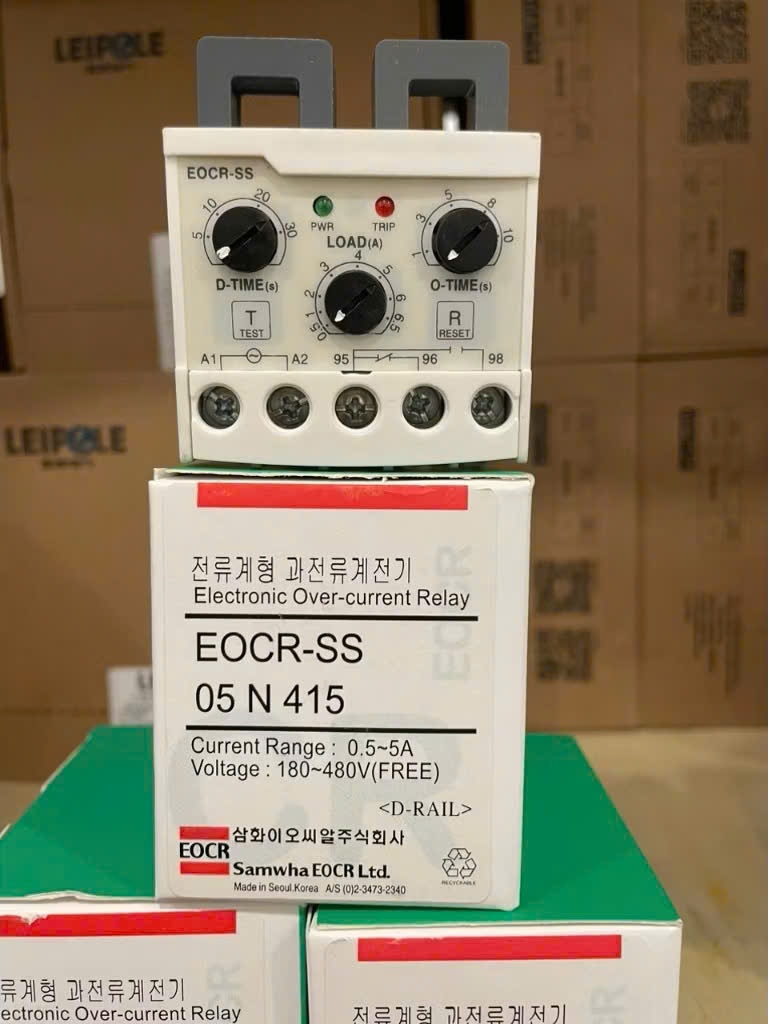 LEIPOLE
EOCR-SS
5 10 20 30
PWR
TRIP
1 3 5 8 10
LOAD(A)
0.5 1 2 3 4 5 6 6.5
D-TIME(s)
O-TIME(s)
T
TEST
R
RESET
A1 A2 95 96 98
LEIPOLE
전류계형 과전류계전기
Electronic Over-current Relay
EOCR-SS
05 N 415
Current Range : 0.5~5A
Voltage : 180~480V(FREE)
<D-RAIL>
EOCR
삼화이오씨알주식회사
Samwha EOCR Ltd.
Made in Seoul.Korea A/S (0)2-3473-2340
RECYCLABLE
EOCR
류계형 과전류계전기
ectronic Over-current Relay
전류계형 과전류계전기